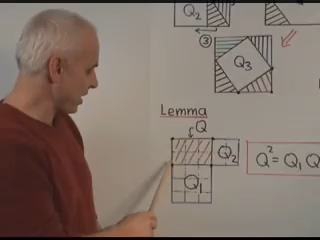 Q2
③
Q3
Lemma
Q
Q2
Q1
Q² = Q1 Q